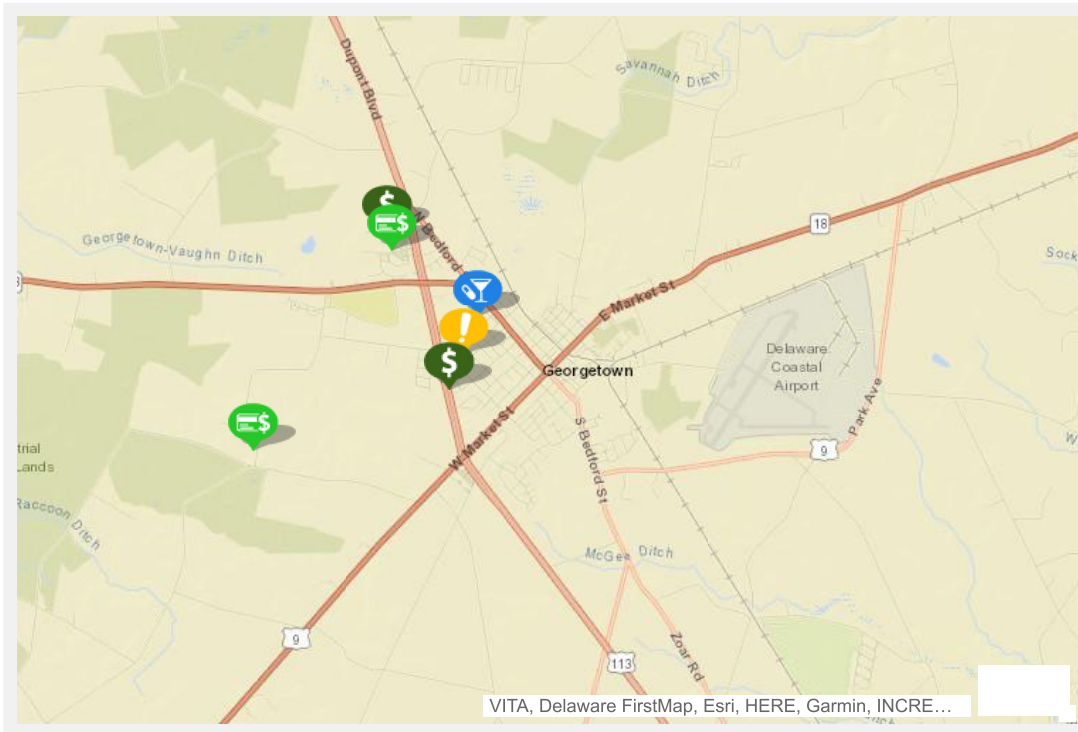 Dupont Blvd
Savannah Ditch
18
N Bedford
Georgetown-Vaughn Ditch
Sock
E Market St
Delaware
Coastal
Airport
Georgetown
Park Ave
W Market St
S Bedford St
9
trial
Lands
Raccoon Ditch
McGee Ditch
9
Zoar Rd
113
VITA, Delaware FirstMap, Esri, HERE, Garmin, INCRE…